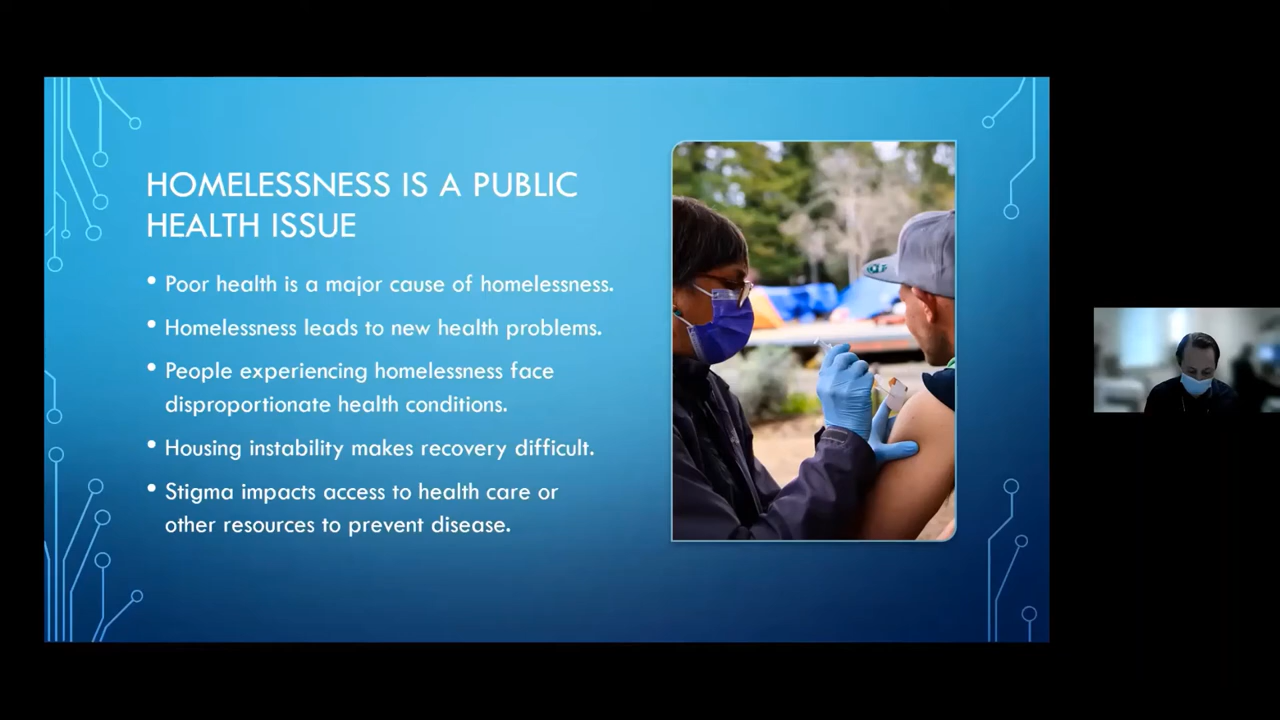 HOMELESSNESS IS A PUBLIC
HEALTH ISSUE
• Poor health is a major cause of homelessness.
• Homelessness leads to new health problems.
• People experiencing homelessness face
disproportionate health conditions.
• Housing instability makes recovery difficult.
• Stigma impacts access to health care or
other resources to prevent disease.